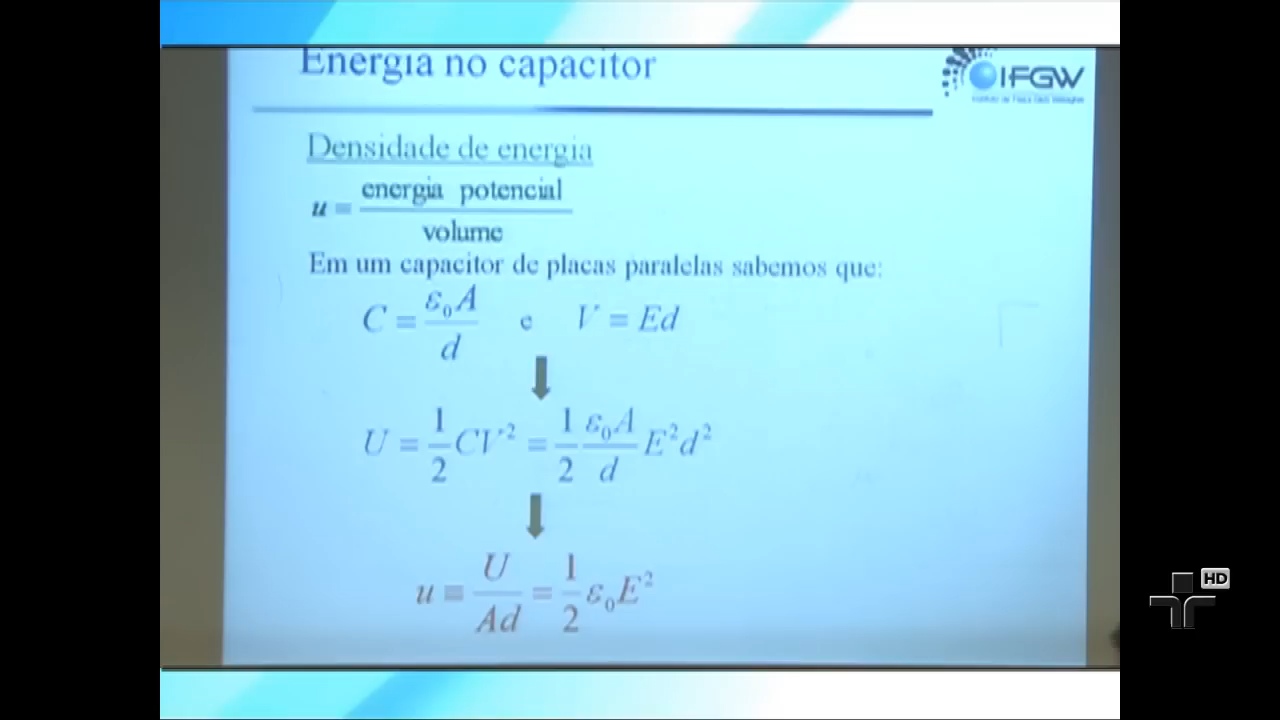 Energia no capacitor
IFGW
Densidade de energia
u ≡ energia potencial / volume
Em um capacitor de placas paralelas sabemos que:
C = ε₀A / d e V = Ed
U = 1/2 CV² = 1/2 ε₀A/d E²d²
u ≡ U/Ad = 1/2 ε₀E²
HD